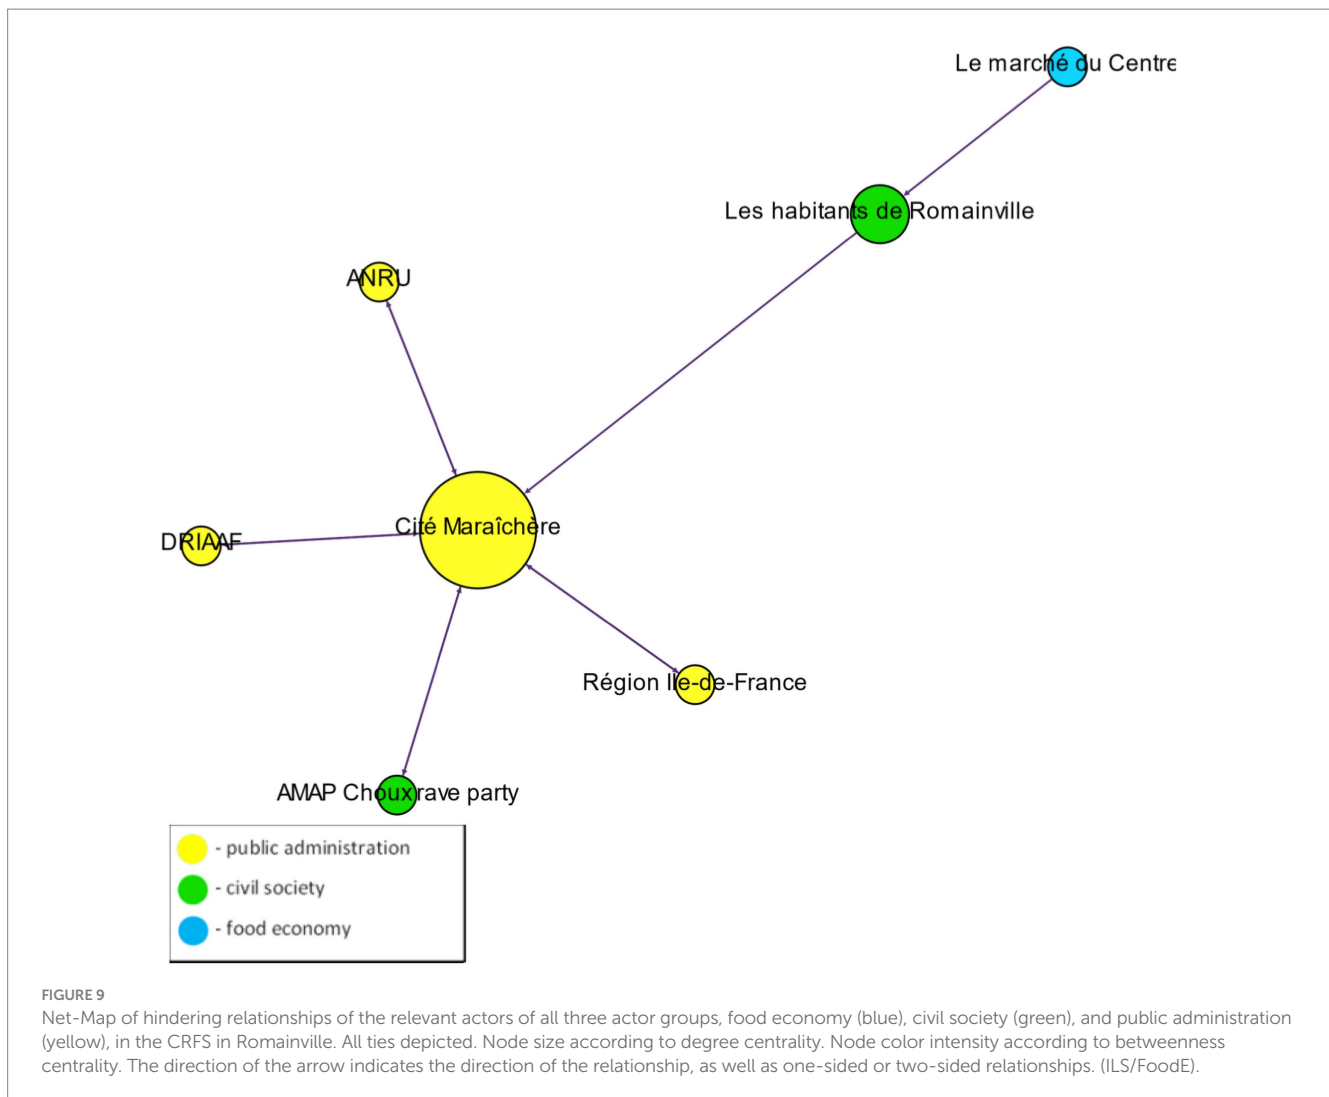 Le marché du Centre
Les habitants de Romainville
ANRU
Cité Maraîchère
DRIAAF
Région Ile-de-France
AMAP Chouxrave party
- public administration
- civil society
- food economy
FIGURE 9
Net-Map of hindering relationships of the relevant actors of all three actor groups, food economy (blue), civil society (green), and public administration
(yellow), in the CRFS in Romainville. All ties depicted. Node size according to degree centrality. Node color intensity according to betweenness
centrality. The direction of the arrow indicates the direction of the relationship, as well as one-sided or two-sided relationships. (ILS/FoodE).